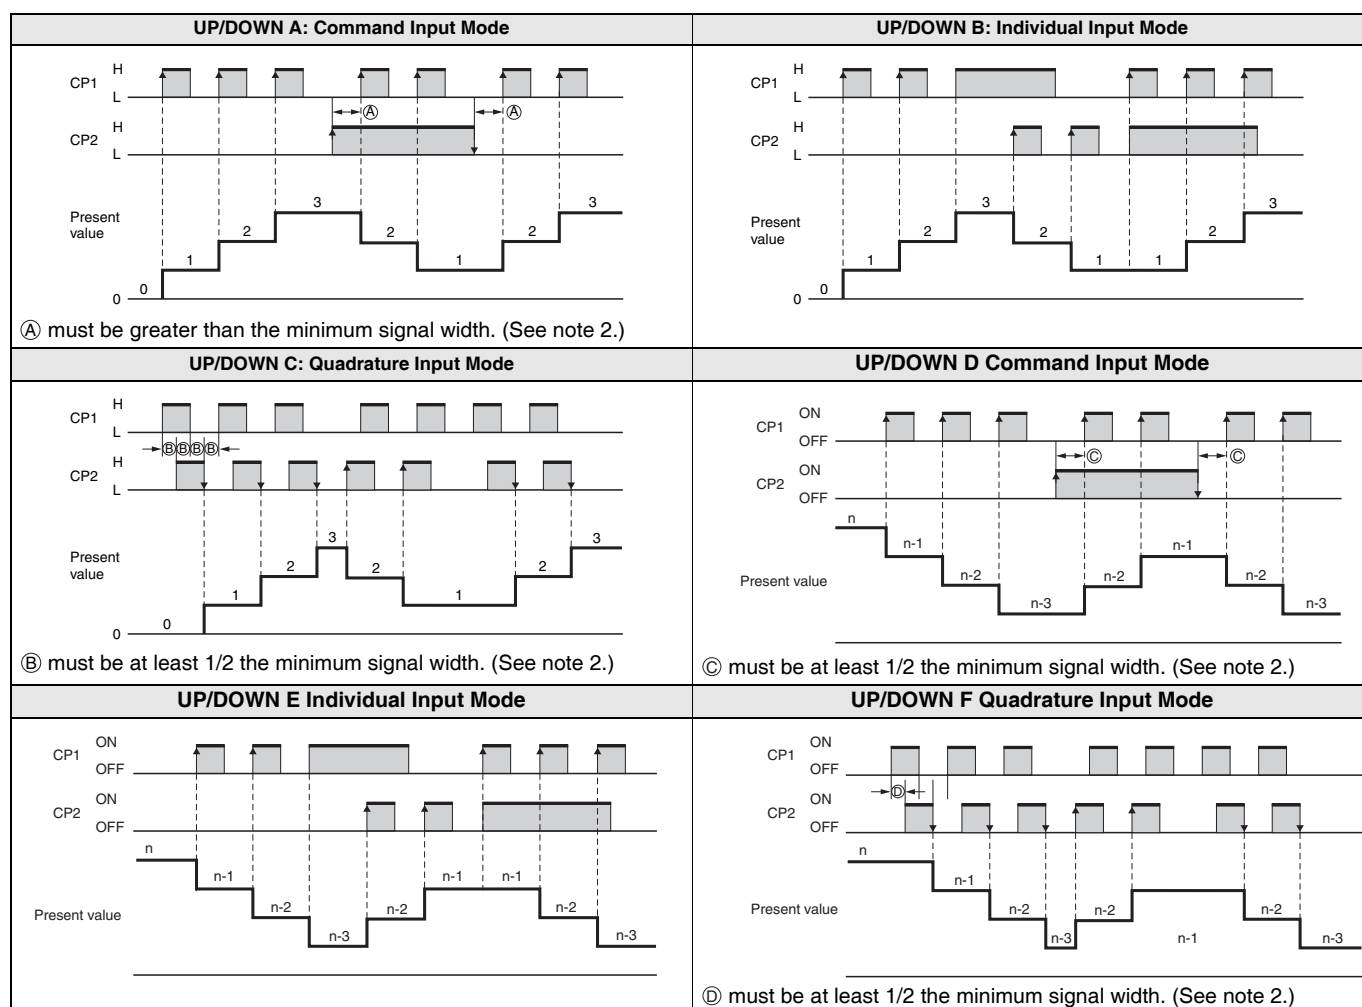 UP/DOWN A: Command Input Mode
H
CP1
L
Ⓐ Ⓐ
H
CP2
L
Present
value
0
0 1 2 3 2 1 2 3
Ⓐ must be greater than the minimum signal width. (See note 2.)
UP/DOWN B: Individual Input Mode
H
CP1
L
H
CP2
L
Present
value
0
0 1 2 3 2 1 1 2 3
UP/DOWN C: Quadrature Input Mode
H
CP1
L
Ⓑ Ⓑ Ⓑ Ⓑ
H
CP2
L
Present
value
0
0 1 2 3 2 1 2 3
Ⓑ must be at least 1/2 the minimum signal width. (See note 2.)
UP/DOWN D Command Input Mode
ON
CP1
OFF
Ⓒ Ⓒ
ON
CP2
OFF
Present value
n n-1 n-2 n-3 n-2 n-1 n-2 n-3
Ⓒ must be at least 1/2 the minimum signal width. (See note 2.)
UP/DOWN E Individual Input Mode
ON
CP1
OFF
ON
CP2
OFF
Present value
n n-1 n-2 n-3 n-2 n-1 n-1 n-2 n-3
UP/DOWN F Quadrature Input Mode
ON
CP1
OFF
Ⓓ
ON
CP2
OFF
Present value
n n-1 n-2 n-3 n-2 n-1 n-2 n-3
Ⓓ must be at least 1/2 the minimum signal width. (See note 2.)